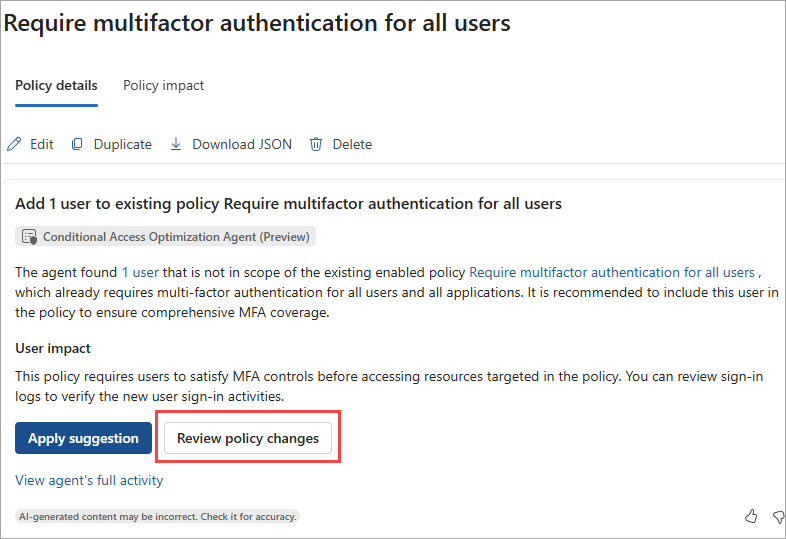 Require multifactor authentication for all users
Policy details Policy impact
Edit Duplicate Download JSON Delete
Add 1 user to existing policy Require multifactor authentication for all users
Conditional Access Optimization Agent (Preview)
The agent found 1 user that is not in scope of the existing enabled policy Require multifactor authentication for all users ,
which already requires multi-factor authentication for all users and all applications. It is recommended to include this user in
the policy to ensure comprehensive MFA coverage.
User impact
This policy requires users to satisfy MFA controls before accessing resources targeted in the policy. You can review sign-in
logs to verify the new user sign-in activities.
Apply suggestion Review policy changes
View agent's full activity
AI-generated content may be incorrect. Check it for accuracy.